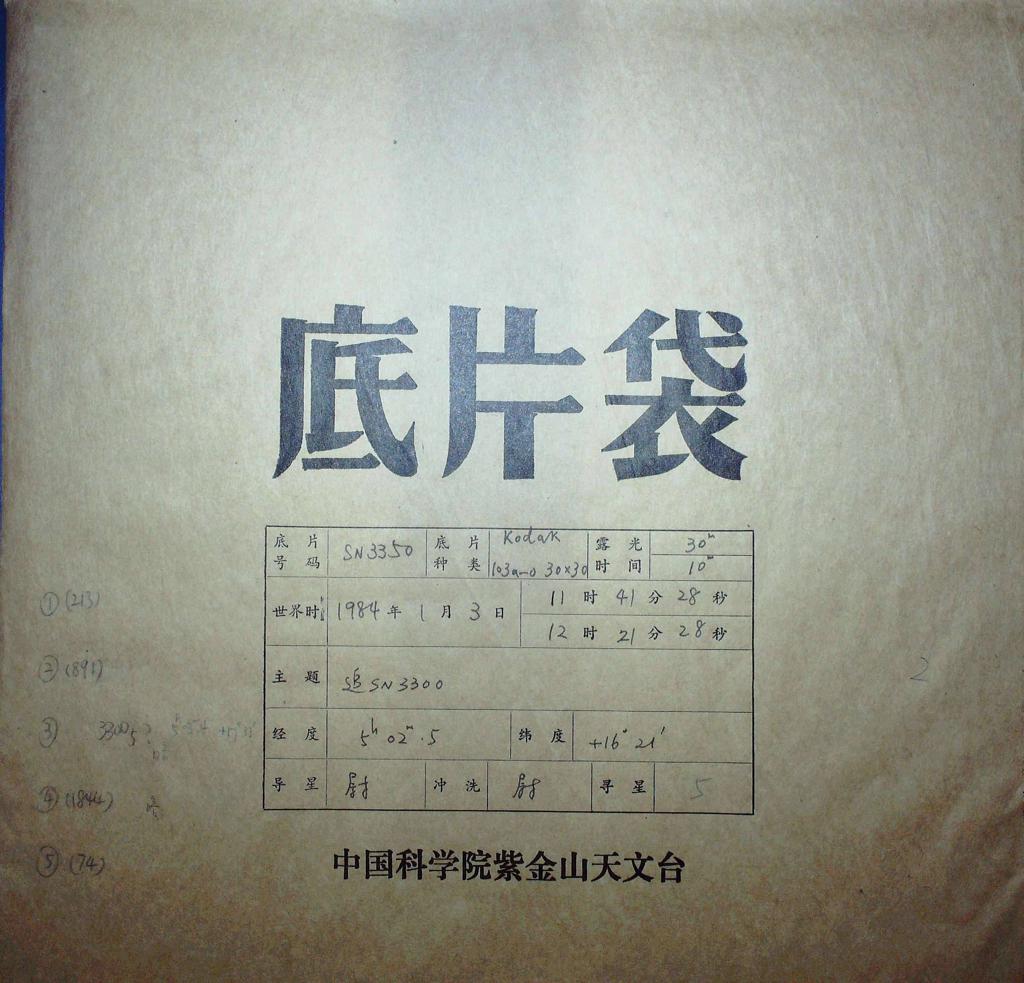 底片袋
底片号码 SN3350 底片种类 Kodak 103a-O 30×30 露光时间 30ᵐ 10ᵐ
世界时 1984年1月3日 11时41分28秒
12时21分28秒
主题 追SN3300
经度 5ʰ02ᵐ.5 纬度 +16°21′
导星 尉 冲洗 尉 寻星 5
中国科学院紫金山天文台
①(213)
②(891)
③ 3300
④(1844)
⑤(74)
2